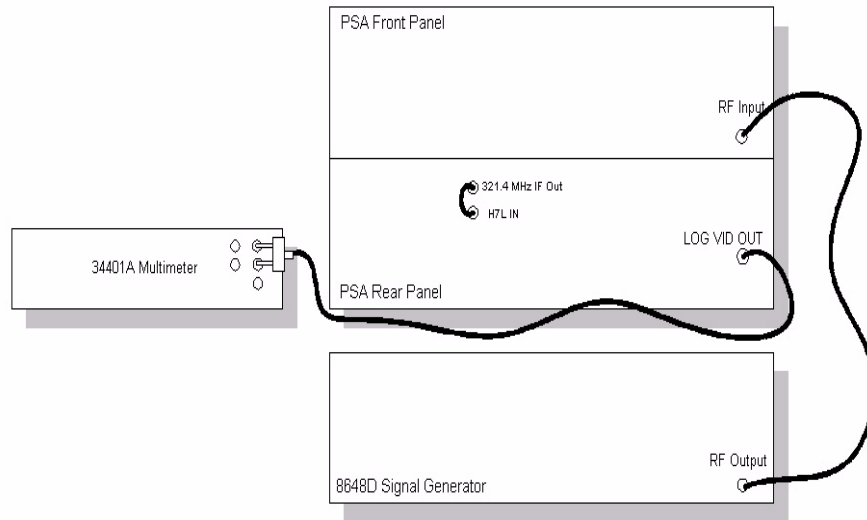 PSA Front Panel
RF Input
321.4 MHz IF Out
H7L IN
LOG VID OUT
34401A Multimeter
PSA Rear Panel
RF Output
8648D Signal Generator